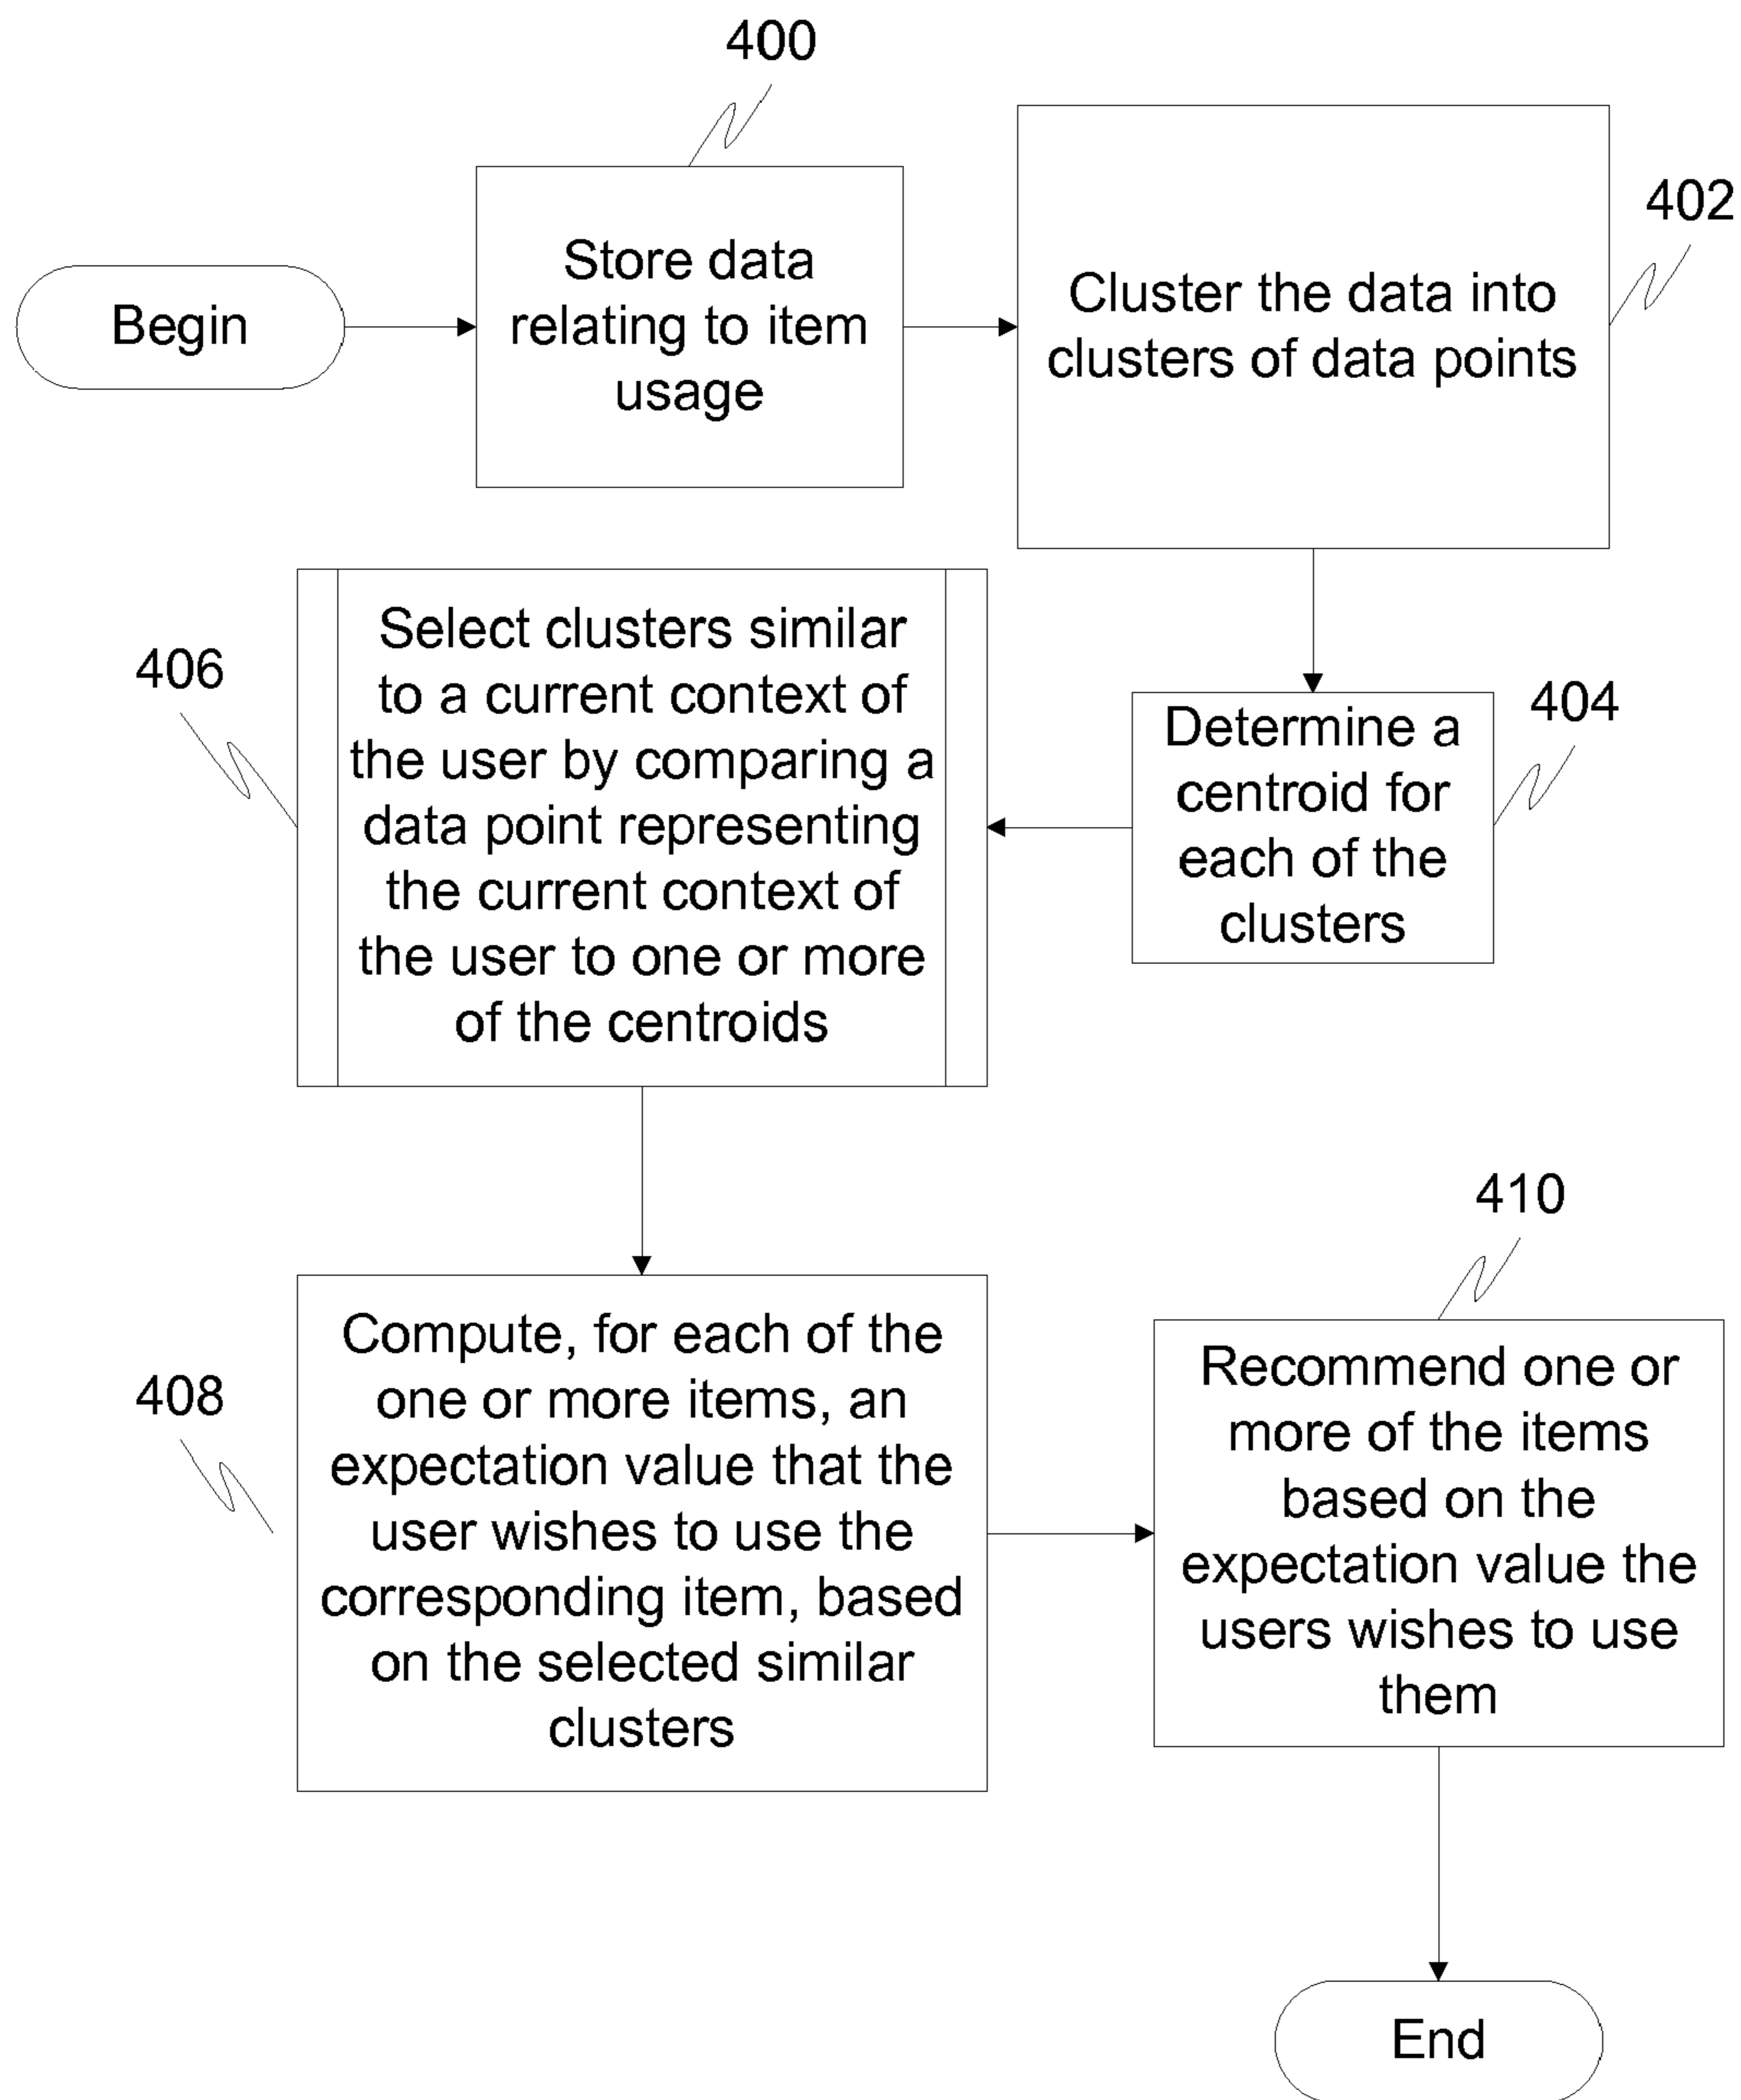 400
Begin
Store data
relating to item
usage
402
Cluster the data into
clusters of data points
404
Determine a
centroid for
each of the
clusters
406
Select clusters similar
to a current context of
the user by comparing a
data point representing
the current context of
the user to one or more
of the centroids
408
Compute, for each of the
one or more items, an
expectation value that the
user wishes to use the
corresponding item, based
on the selected similar
clusters
410
Recommend one or
more of the items
based on the
expectation value the
users wishes to use
them
End